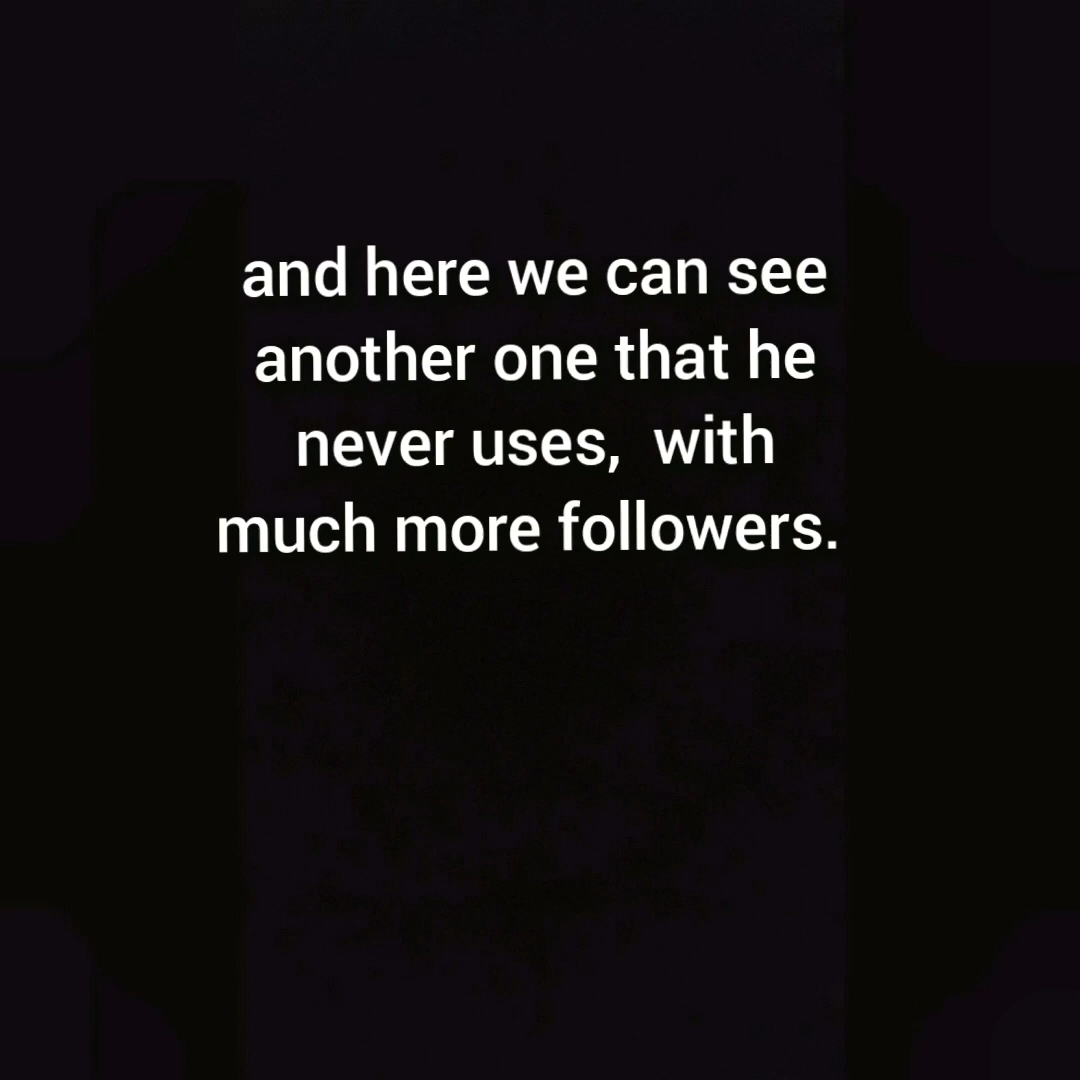 and here we can see
another one that he
never uses,  with
much more followers.